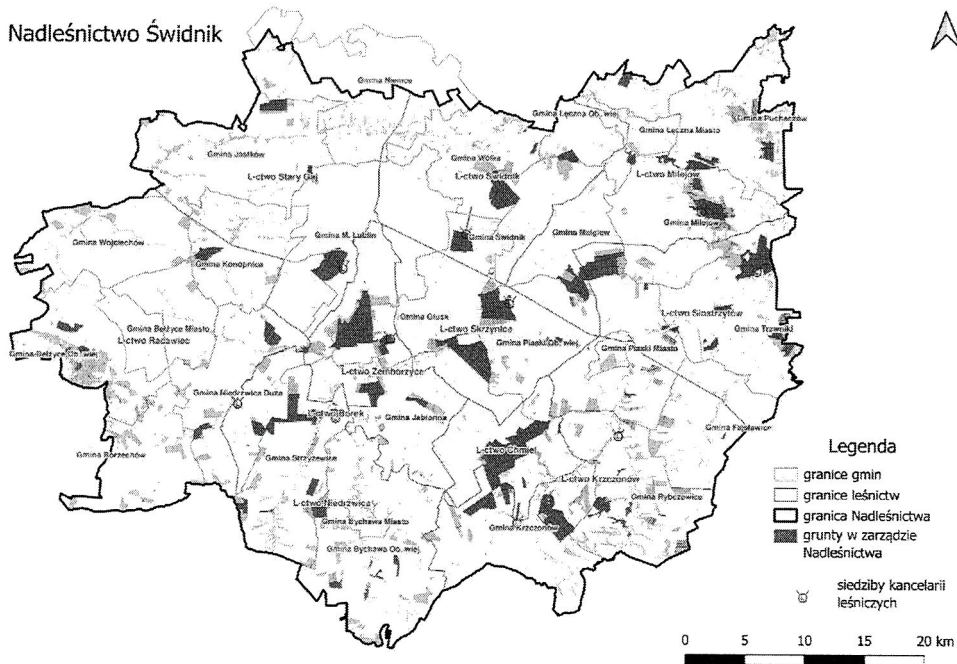 Nadleśnictwo Świdnik
Gmina Niemce
Gmina Łęczna Ob. wiej.
Gmina Łęczna Miasto
Gmina Puchaczów
Gmina Jastków
Gmina Wólka
L-ctwo Stary Gaj
L-ctwo Świdnik
L-ctwo Milejów
Gmina Milejów
Gmina Wojciechów
Gmina M. Lublin
Gmina Świdnik
Gmina Mełgiew
Gmina Konopnica
Gmina Bełżyce Miasto
L-ctwo Radawiec
Gmina Głusk
L-ctwo Skrzynice
L-ctwo Siostrzytów
Gmina Trawniki
Gmina Bełżyce Ob. wiej.
Gmina Piaski Ob. wiej.
Gmina Piaski Miasto
L-ctwo Zemborzyce
Gmina Niedrzwica Duża
L-ctwo Borek
Gmina Jabłonna
Gmina Fajsławice
Gmina Borzechów
Gmina Strzyżewice
L-ctwo Chmiel
L-ctwo Krzczonów
Gmina Rybczewice
L-ctwo Niedrzwica
Gmina Bychawa Miasto
Gmina Krzczonów
Gmina Bychawa Ob. wiej.
Legenda
granice gmin
granice leśnictw
granica Nadleśnictwa
grunty w zarządzie
Nadleśnictwa
siedziby kancelarii
leśniczych
0 5 10 15 20 km